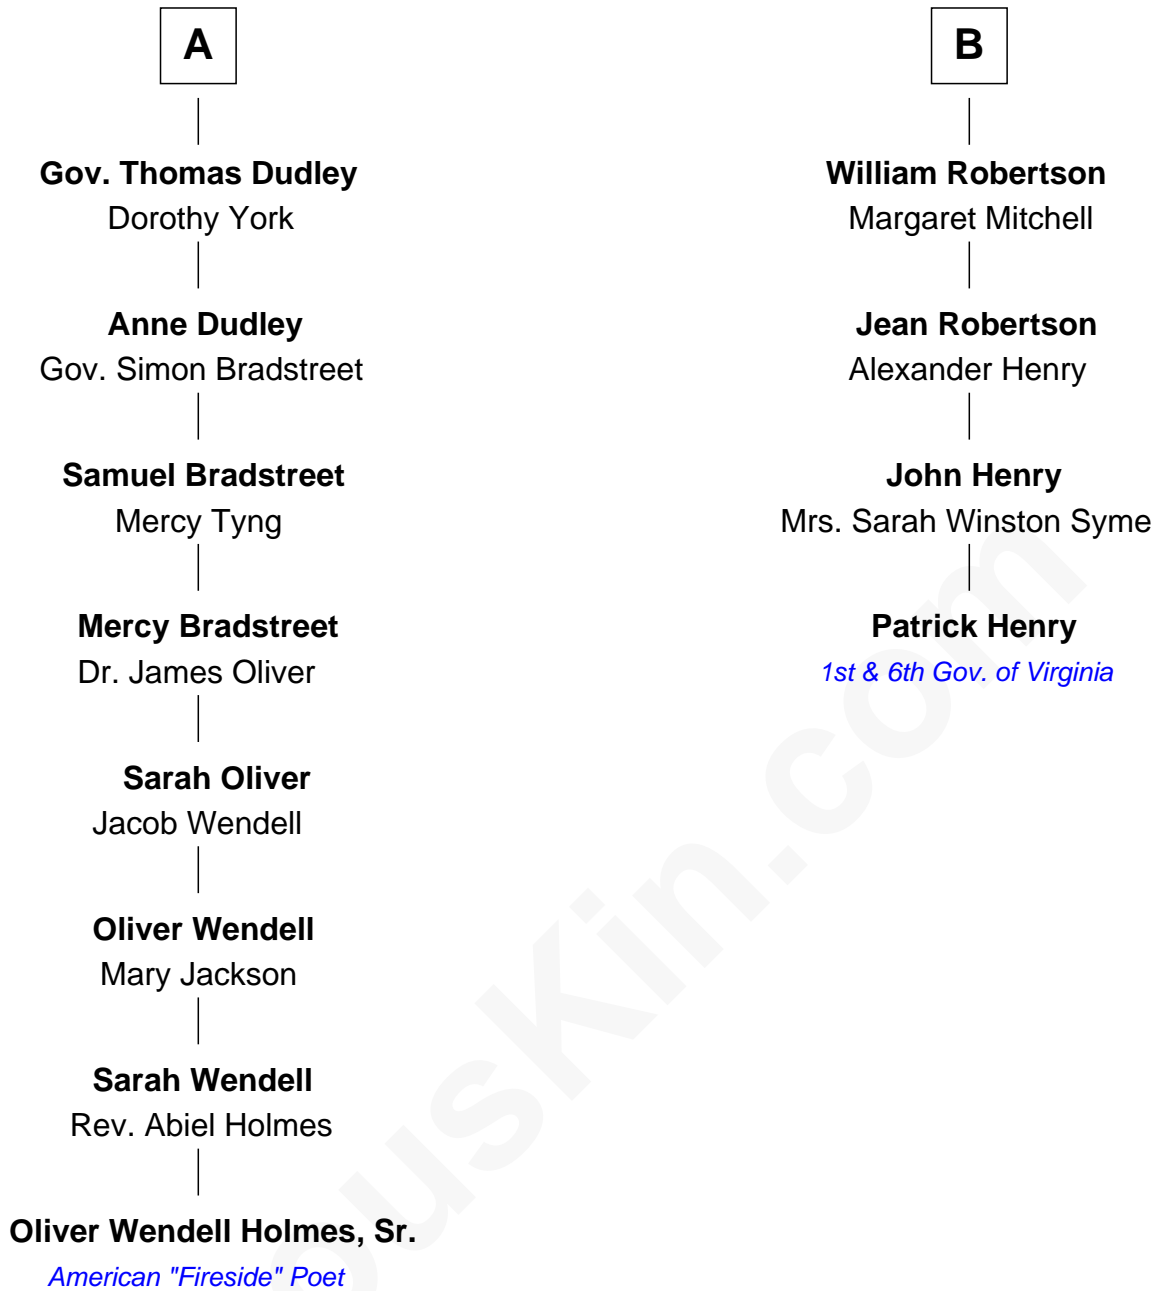 A
Gov. Thomas Dudley
Dorothy York
Anne Dudley
Gov. Simon Bradstreet
Samuel Bradstreet
Mercy Tyng
Mercy Bradstreet
Dr. James Oliver
Sarah Oliver
Jacob Wendell
Oliver Wendell
Mary Jackson
Sarah Wendell
Rev. Abiel Holmes
Oliver Wendell Holmes, Sr.
American "Fireside" Poet
B
William Robertson
Margaret Mitchell
Jean Robertson
Alexander Henry
John Henry
Mrs. Sarah Winston Syme
Patrick Henry
1st & 6th Gov. of Virginia
ousKin.com